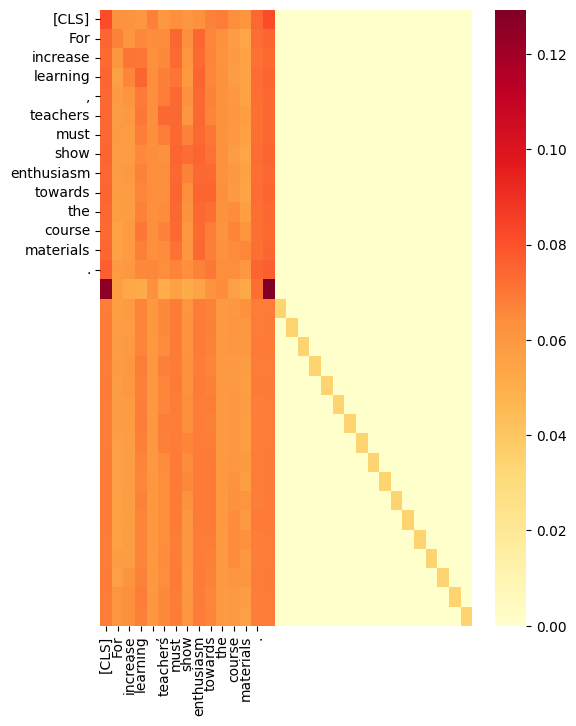 [CLS]
For
increase
learning
,
teachers
must
show
enthusiasm
towards
the
course
materials
.
0.12
0.10
0.08
0.06
0.04
0.02
0.00
[CLS]
For
increase
learning
,
teachers
must
show
enthusiasm
towards
the
course
materials
.